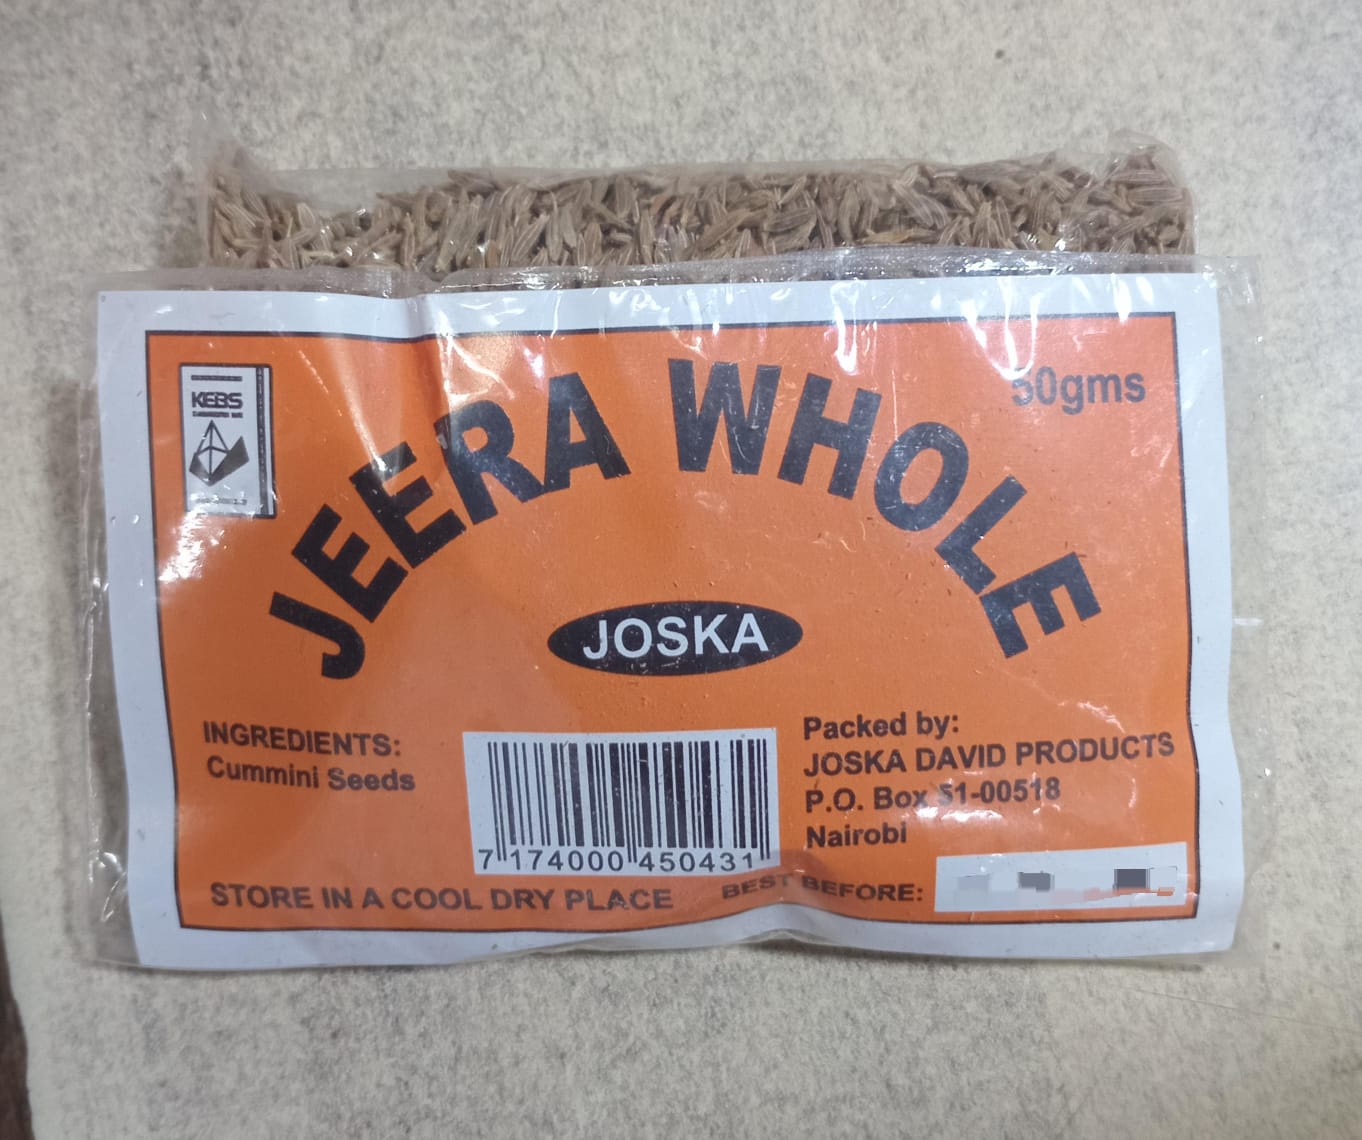 KEBS
50gms
JEERA WHOLE
JOSKA
INGREDIENTS:
Cummini Seeds
7 174000 450431
Packed by:
JOSKA DAVID PRODUCTS
P.O. Box 51-00518
Nairobi
STORE IN A COOL DRY PLACE
BEST BEFORE: